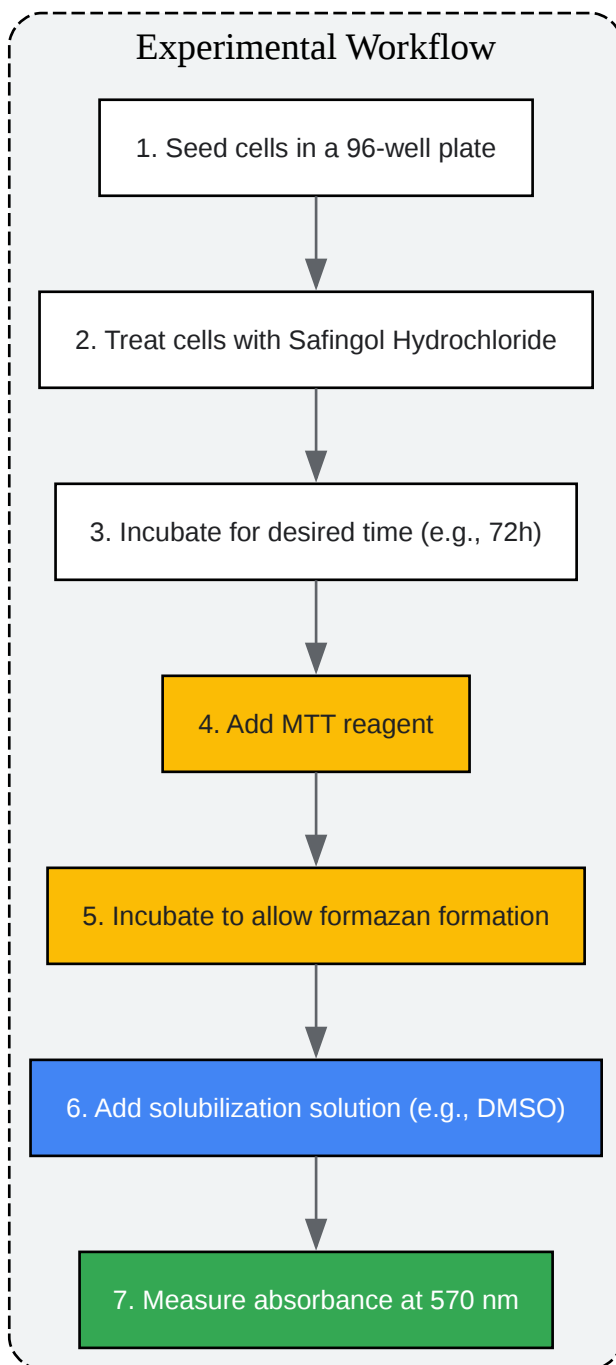 Experimental Workflow
1. Seed cells in a 96-well plate
2. Treat cells with Safingol Hydrochloride
3. Incubate for desired time (e.g., 72h)
4. Add MTT reagent
5. Incubate to allow formazan formation
6. Add solubilization solution (e.g., DMSO)
7. Measure absorbance at 570 nm